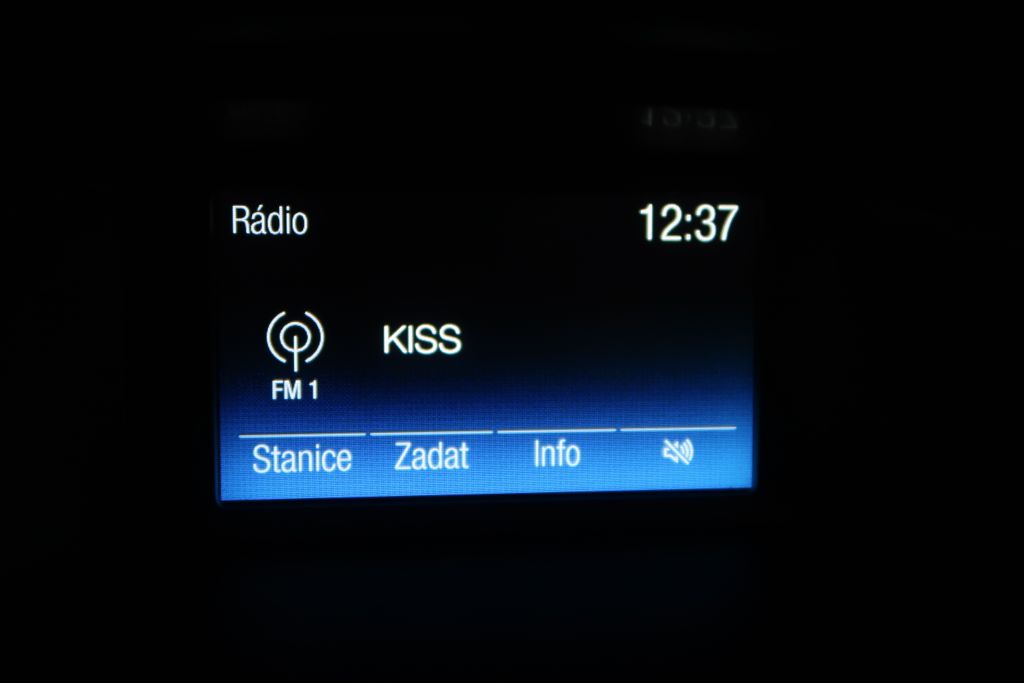 Rádio 12:37
KISS
FM 1
Stanice Zadat Info